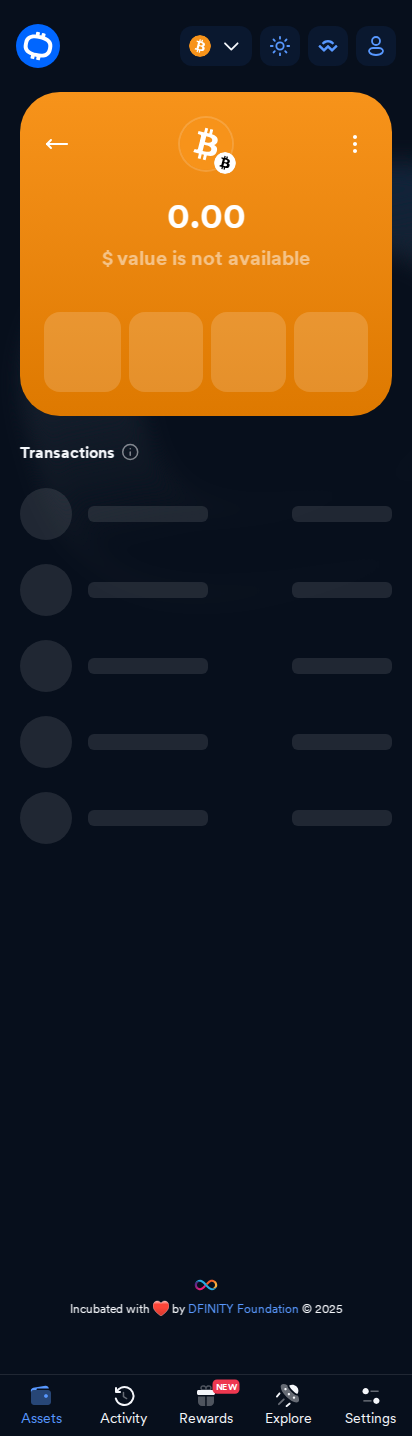 0.00
$ value is not available
Transactions
Incubated with ❤️ by DFINITY Foundation © 2025
NEW
Assets
Activity
Rewards
Explore
Settings